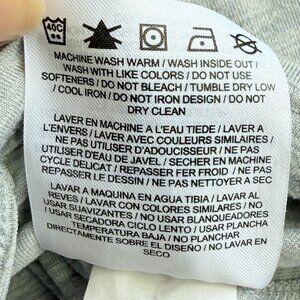 40C
MACHINE WASH WARM / WASH INSIDE OUT /
WASH WITH LIKE COLORS / DO NOT USE
SOFTENERS / DO NOT BLEACH / TUMBLE DRY LOW
/ COOL IRON / DO NOT IRON DESIGN / DO NOT
DRY CLEAN
LAVER EN MACHINE A L'EAU TIEDE / LAVER A
L'ENVERS / LAVER AVEC COULEURS SIMILAIRES /
NE PAS UTILISER D'ADOUCISSEUR / NE PAS
UTILISER D'EAU DE JAVEL / SECHER EN MACHINE
CYCLE DELICAT / REPASSER FER FROID / NE PAS
REPASSER LE DESSIN / NE PAS NETTOYER A SEC
LAVAR A MAQUINA EN AGUA TIBIA / LAVAR AL
REVES / LAVAR CON COLORES SIMILARES / NO
USAR SUAVIZANTES / NO USAR BLANQUEADORES
/ USAR SECADORA CICLO LENTO / USAR PLANCHA
TEMPERATURA BAJA / NO PLANCHAR
DIRECTAMENTE SOBRE EL DISEÑO / NO LAVAR EN
SECO